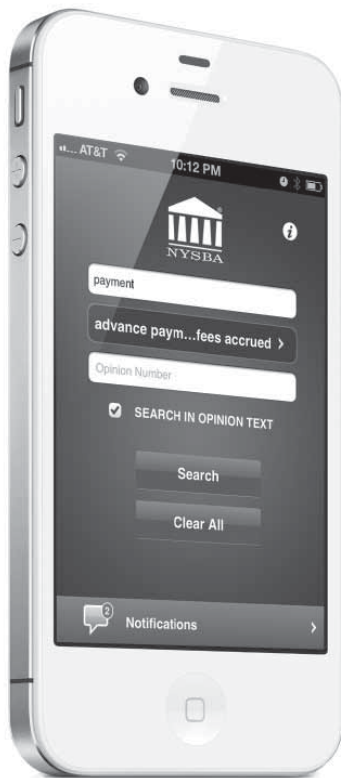 AT&T 10:12 PM
NYSBA
payment
advance paym...fees accrued >
Opinion Number
SEARCH IN OPINION TEXT
Search
Clear All
2
Notifications >